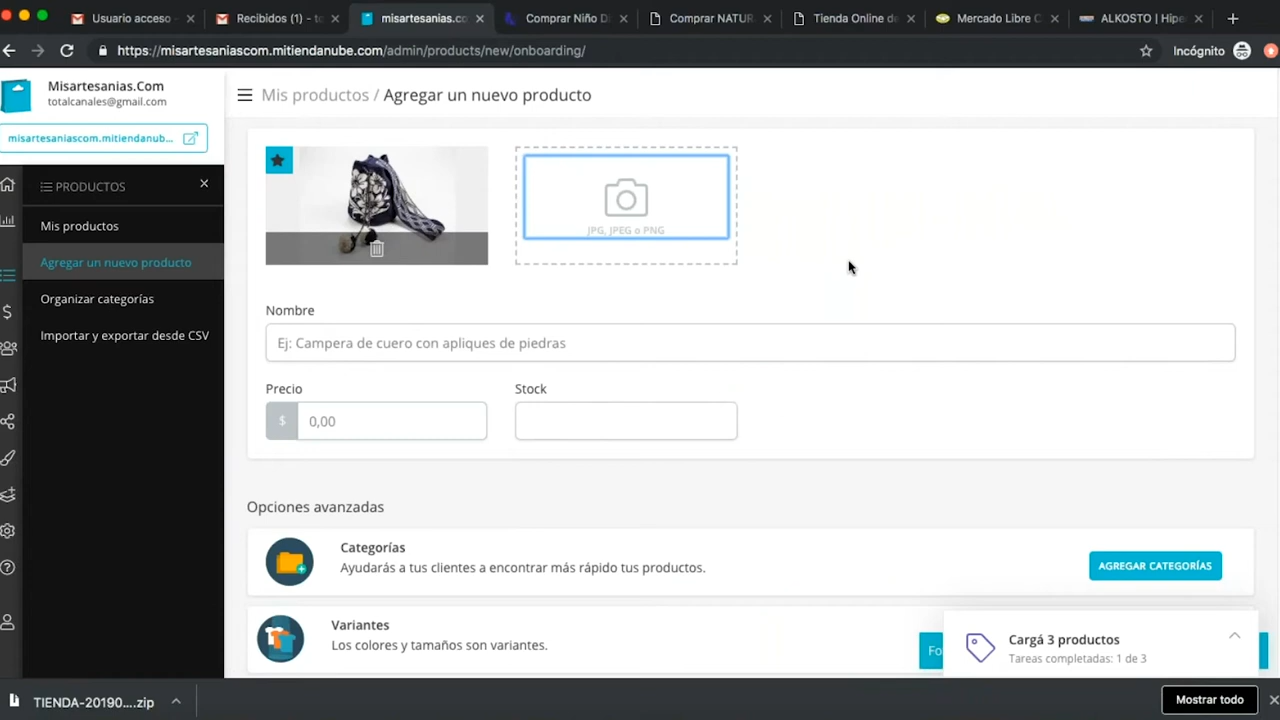 Usuario acceso
Recibidos (1) - to
misartesanias.co
Comprar Niño D
Comprar NATUR
Tienda Online de
Mercado Libre C
ALKOSTO | Hipe
https://misartesaniascom.mitiendanube.com/admin/products/new/onboarding/
Incógnito
Misartesanias.Com
totalcanales@gmail.com
misartesaniascom.mitiendanub...
Mis productos / Agregar un nuevo producto
PRODUCTOS
Mis productos
Agregar un nuevo producto
Organizar categorías
Importar y exportar desde CSV
JPG, JPEG o PNG
Nombre
Ej: Campera de cuero con apliques de piedras
Precio
Stock
$ 0,00
Opciones avanzadas
Categorías
Ayudarás a tus clientes a encontrar más rápido tus productos.
AGREGAR CATEGORÍAS
Variantes
Los colores y tamaños son variantes.
Fo
Cargá 3 productos
Tareas completadas: 1 de 3
TIENDA-20190....zip
Mostrar todo